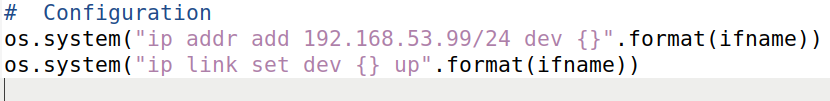 #  Configuration
os.system("ip addr add 192.168.53.99/24 dev {}".format(ifname))
os.system("ip link set dev {} up".format(ifname))